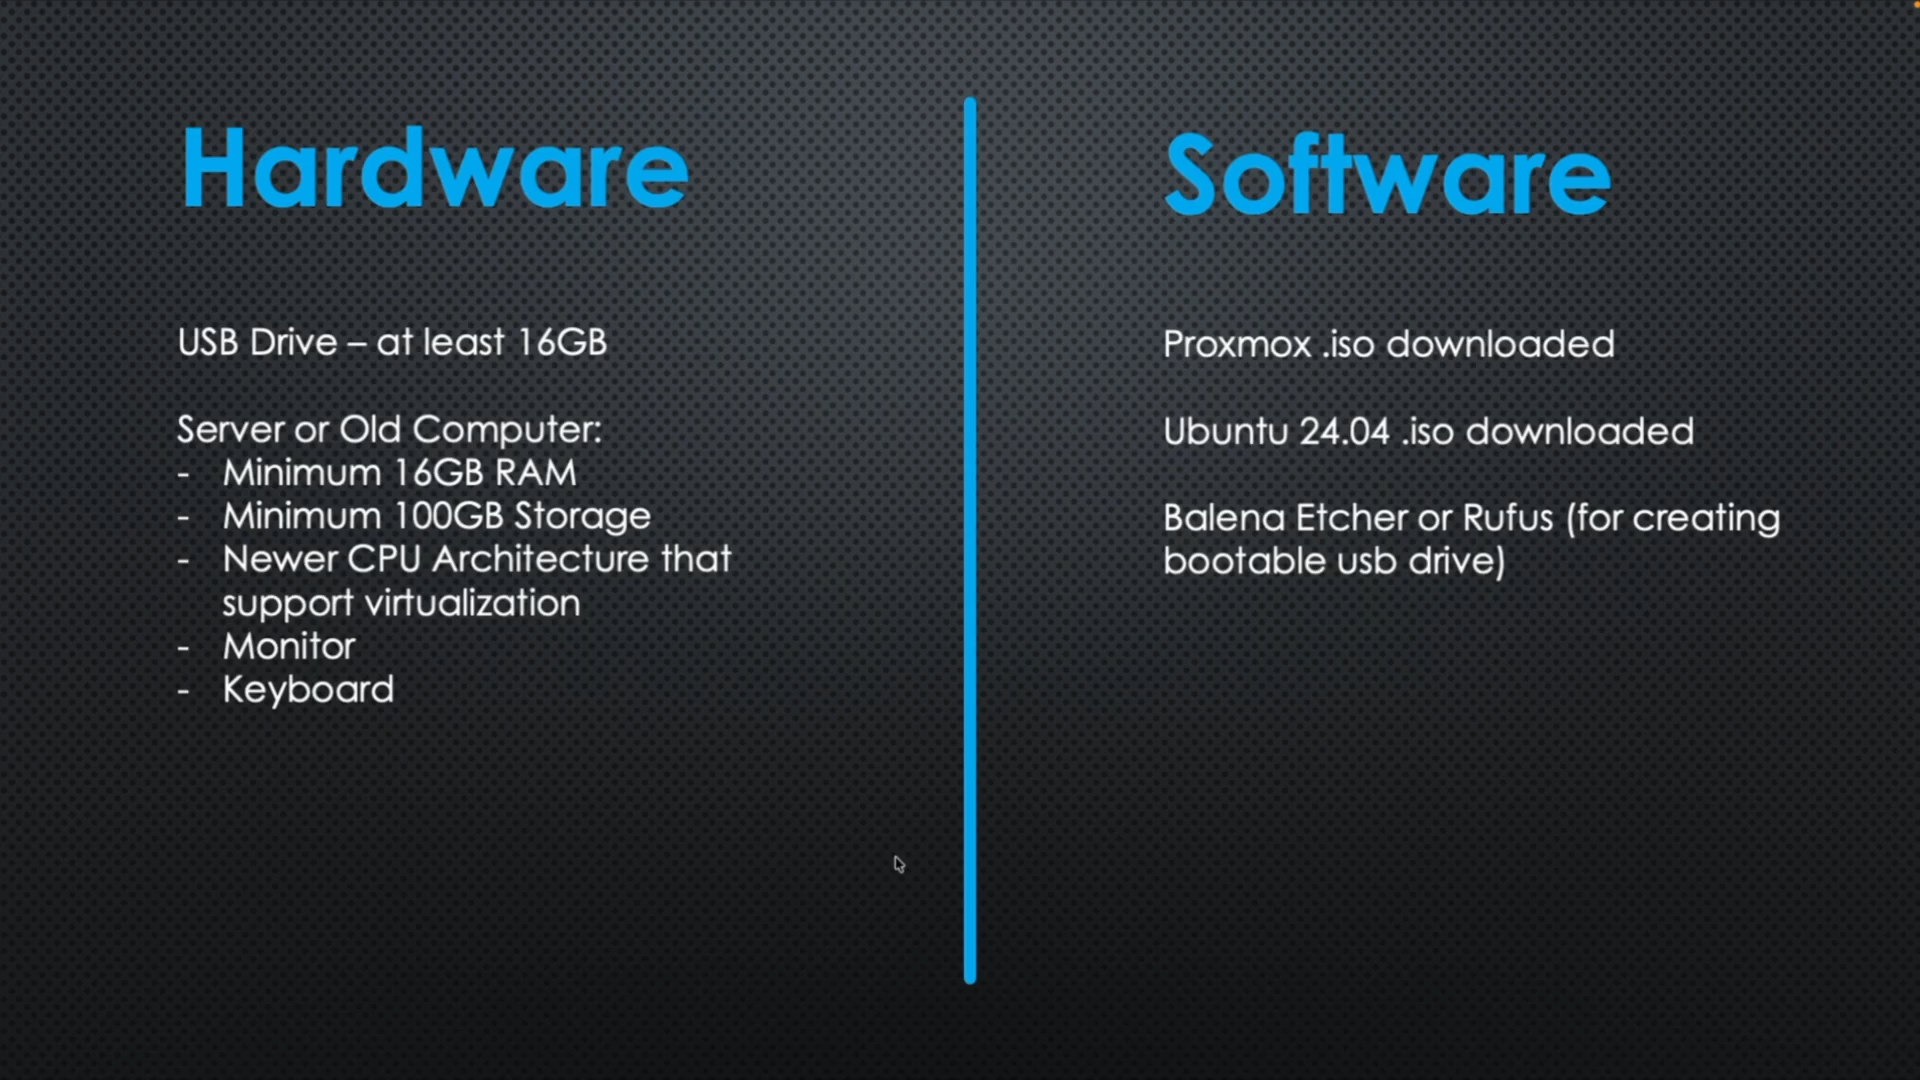 Hardware
USB Drive – at least 16GB
Server or Old Computer:
- Minimum 16GB RAM
- Minimum 100GB Storage
- Newer CPU Architecture that
support virtualization
- Monitor
- Keyboard
Software
Proxmox .iso downloaded
Ubuntu 24.04 .iso downloaded
Balena Etcher or Rufus (for creating
bootable usb drive)